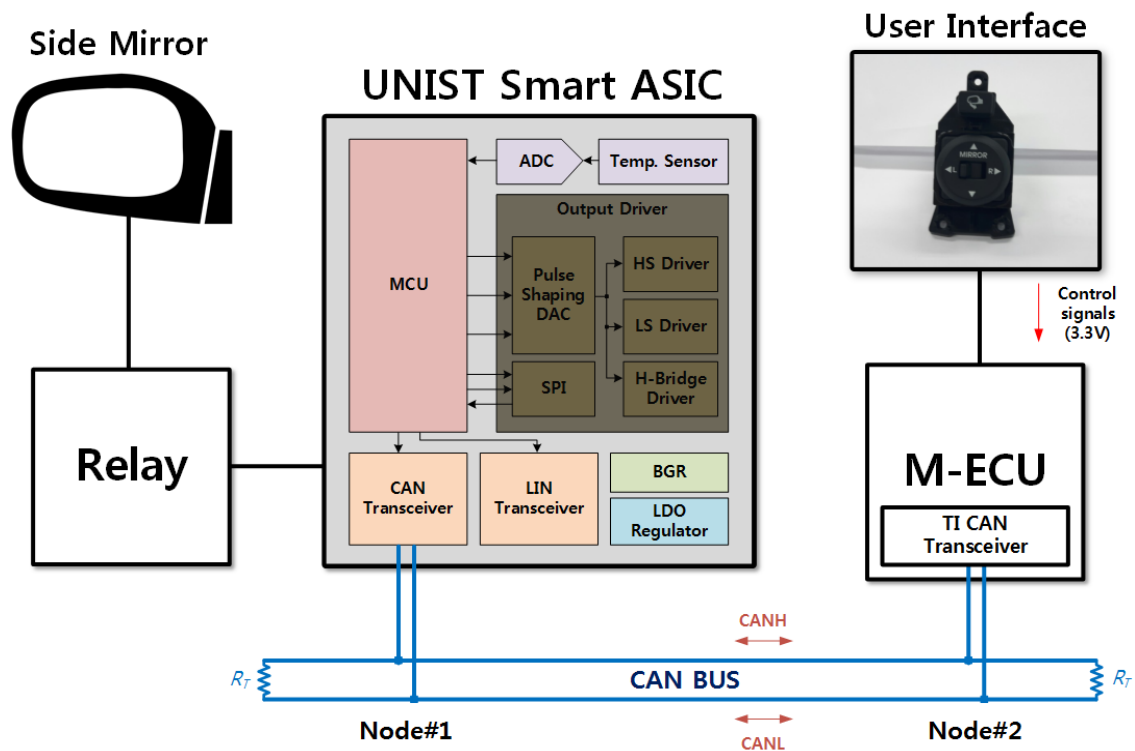 Side Mirror
UNIST Smart ASIC
User Interface
MIRROR
L
R
ADC
Temp. Sensor
Output Driver
MCU
Pulse
Shaping
DAC
HS Driver
LS Driver
SPI
H-Bridge
Driver
Control
signals
(3.3V)
Relay
CAN
Transceiver
LIN
Transceiver
BGR
LDO
Regulator
M-ECU
TI CAN
Transceiver
CANH
R_T
CAN BUS
R_T
CANL
Node#1
Node#2